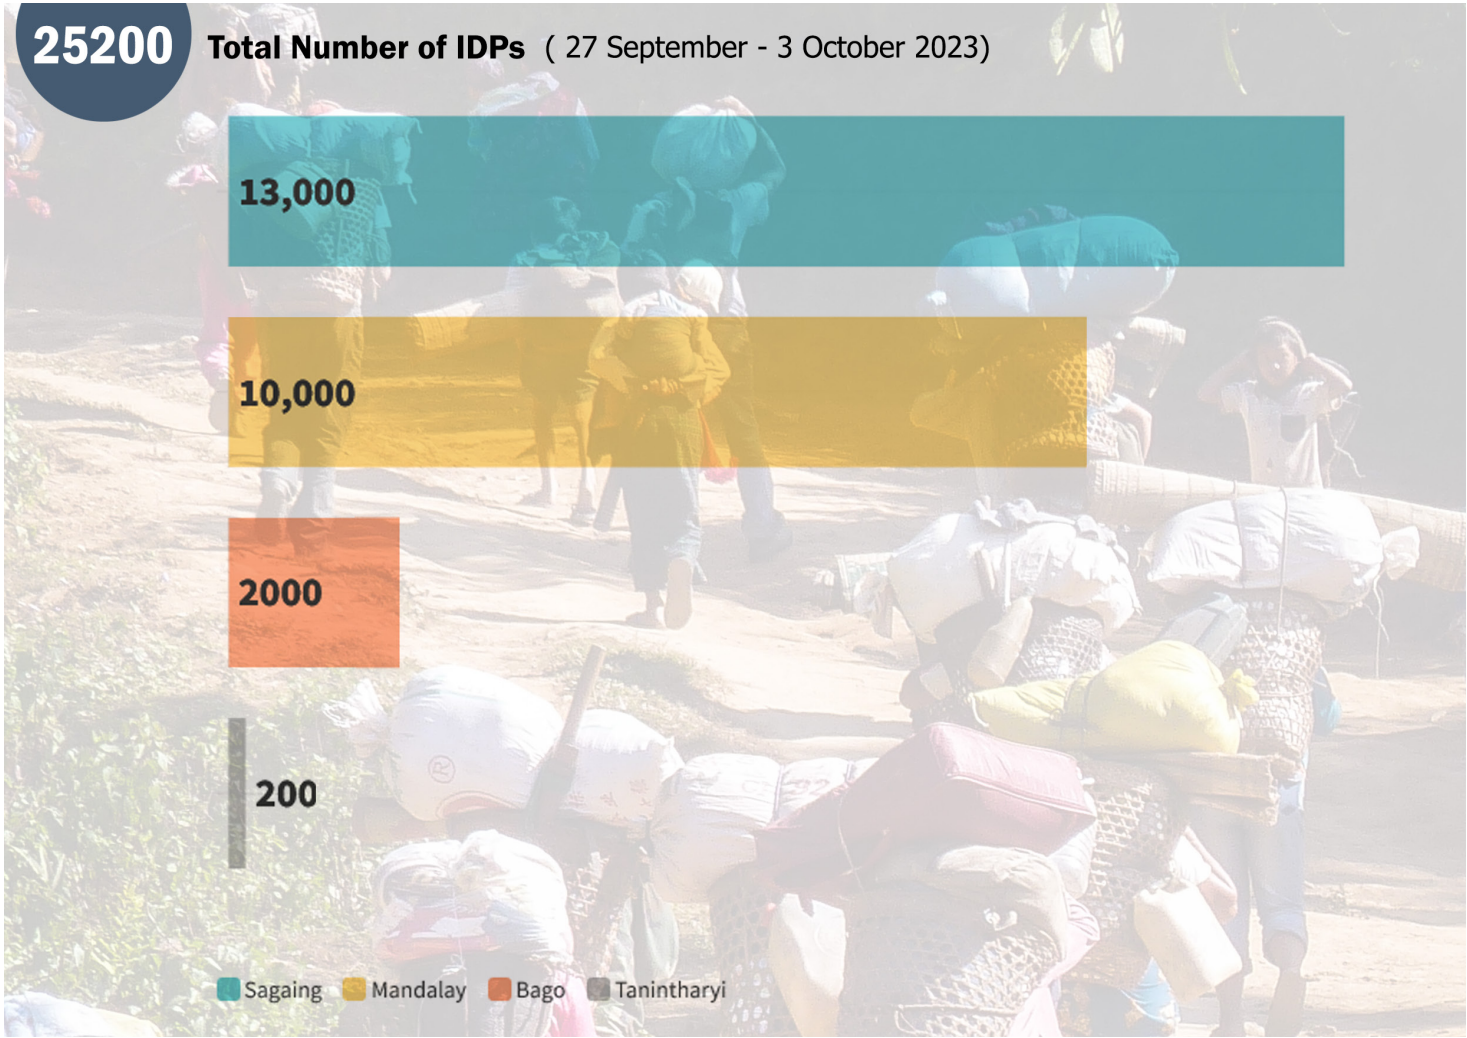 25200 Total Number of IDPs ( 27 September - 3 October 2023)
13,000
10,000
2000
200
Sagaing Mandalay Bago Tanintharyi